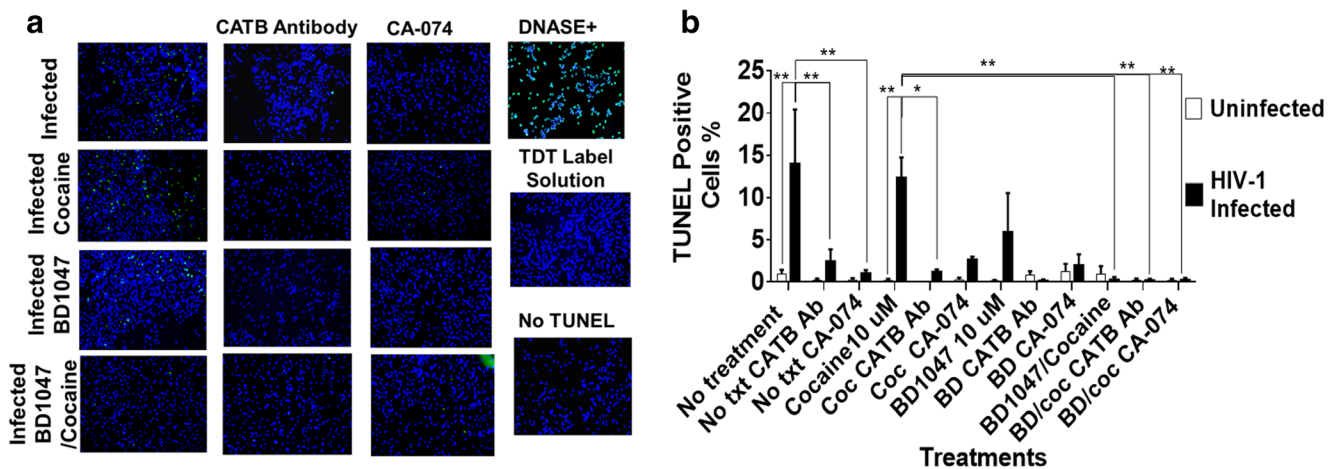 a
CATB Antibody
CA-074
DNASE+
Infected
Infected
Cocaine
Infected
BD1047
Infected
BD1047
/Cocaine
TDT Label
Solution
No TUNEL
b
TUNEL Positive
Cells %
25
20
15
10
5
0
**
**
**
**
*
**
**
**
Uninfected
HIV-1
Infected
No treatment
No txt CATB Ab
No txt CA-074
Cocaine10 uM
Coc CATB Ab
Coc CA-074
BD1047 10 uM
BD CATB Ab
BD CA-074
BD1047/Cocaine
BD/coc CATB Ab
BD/coc CA-074
Treatments